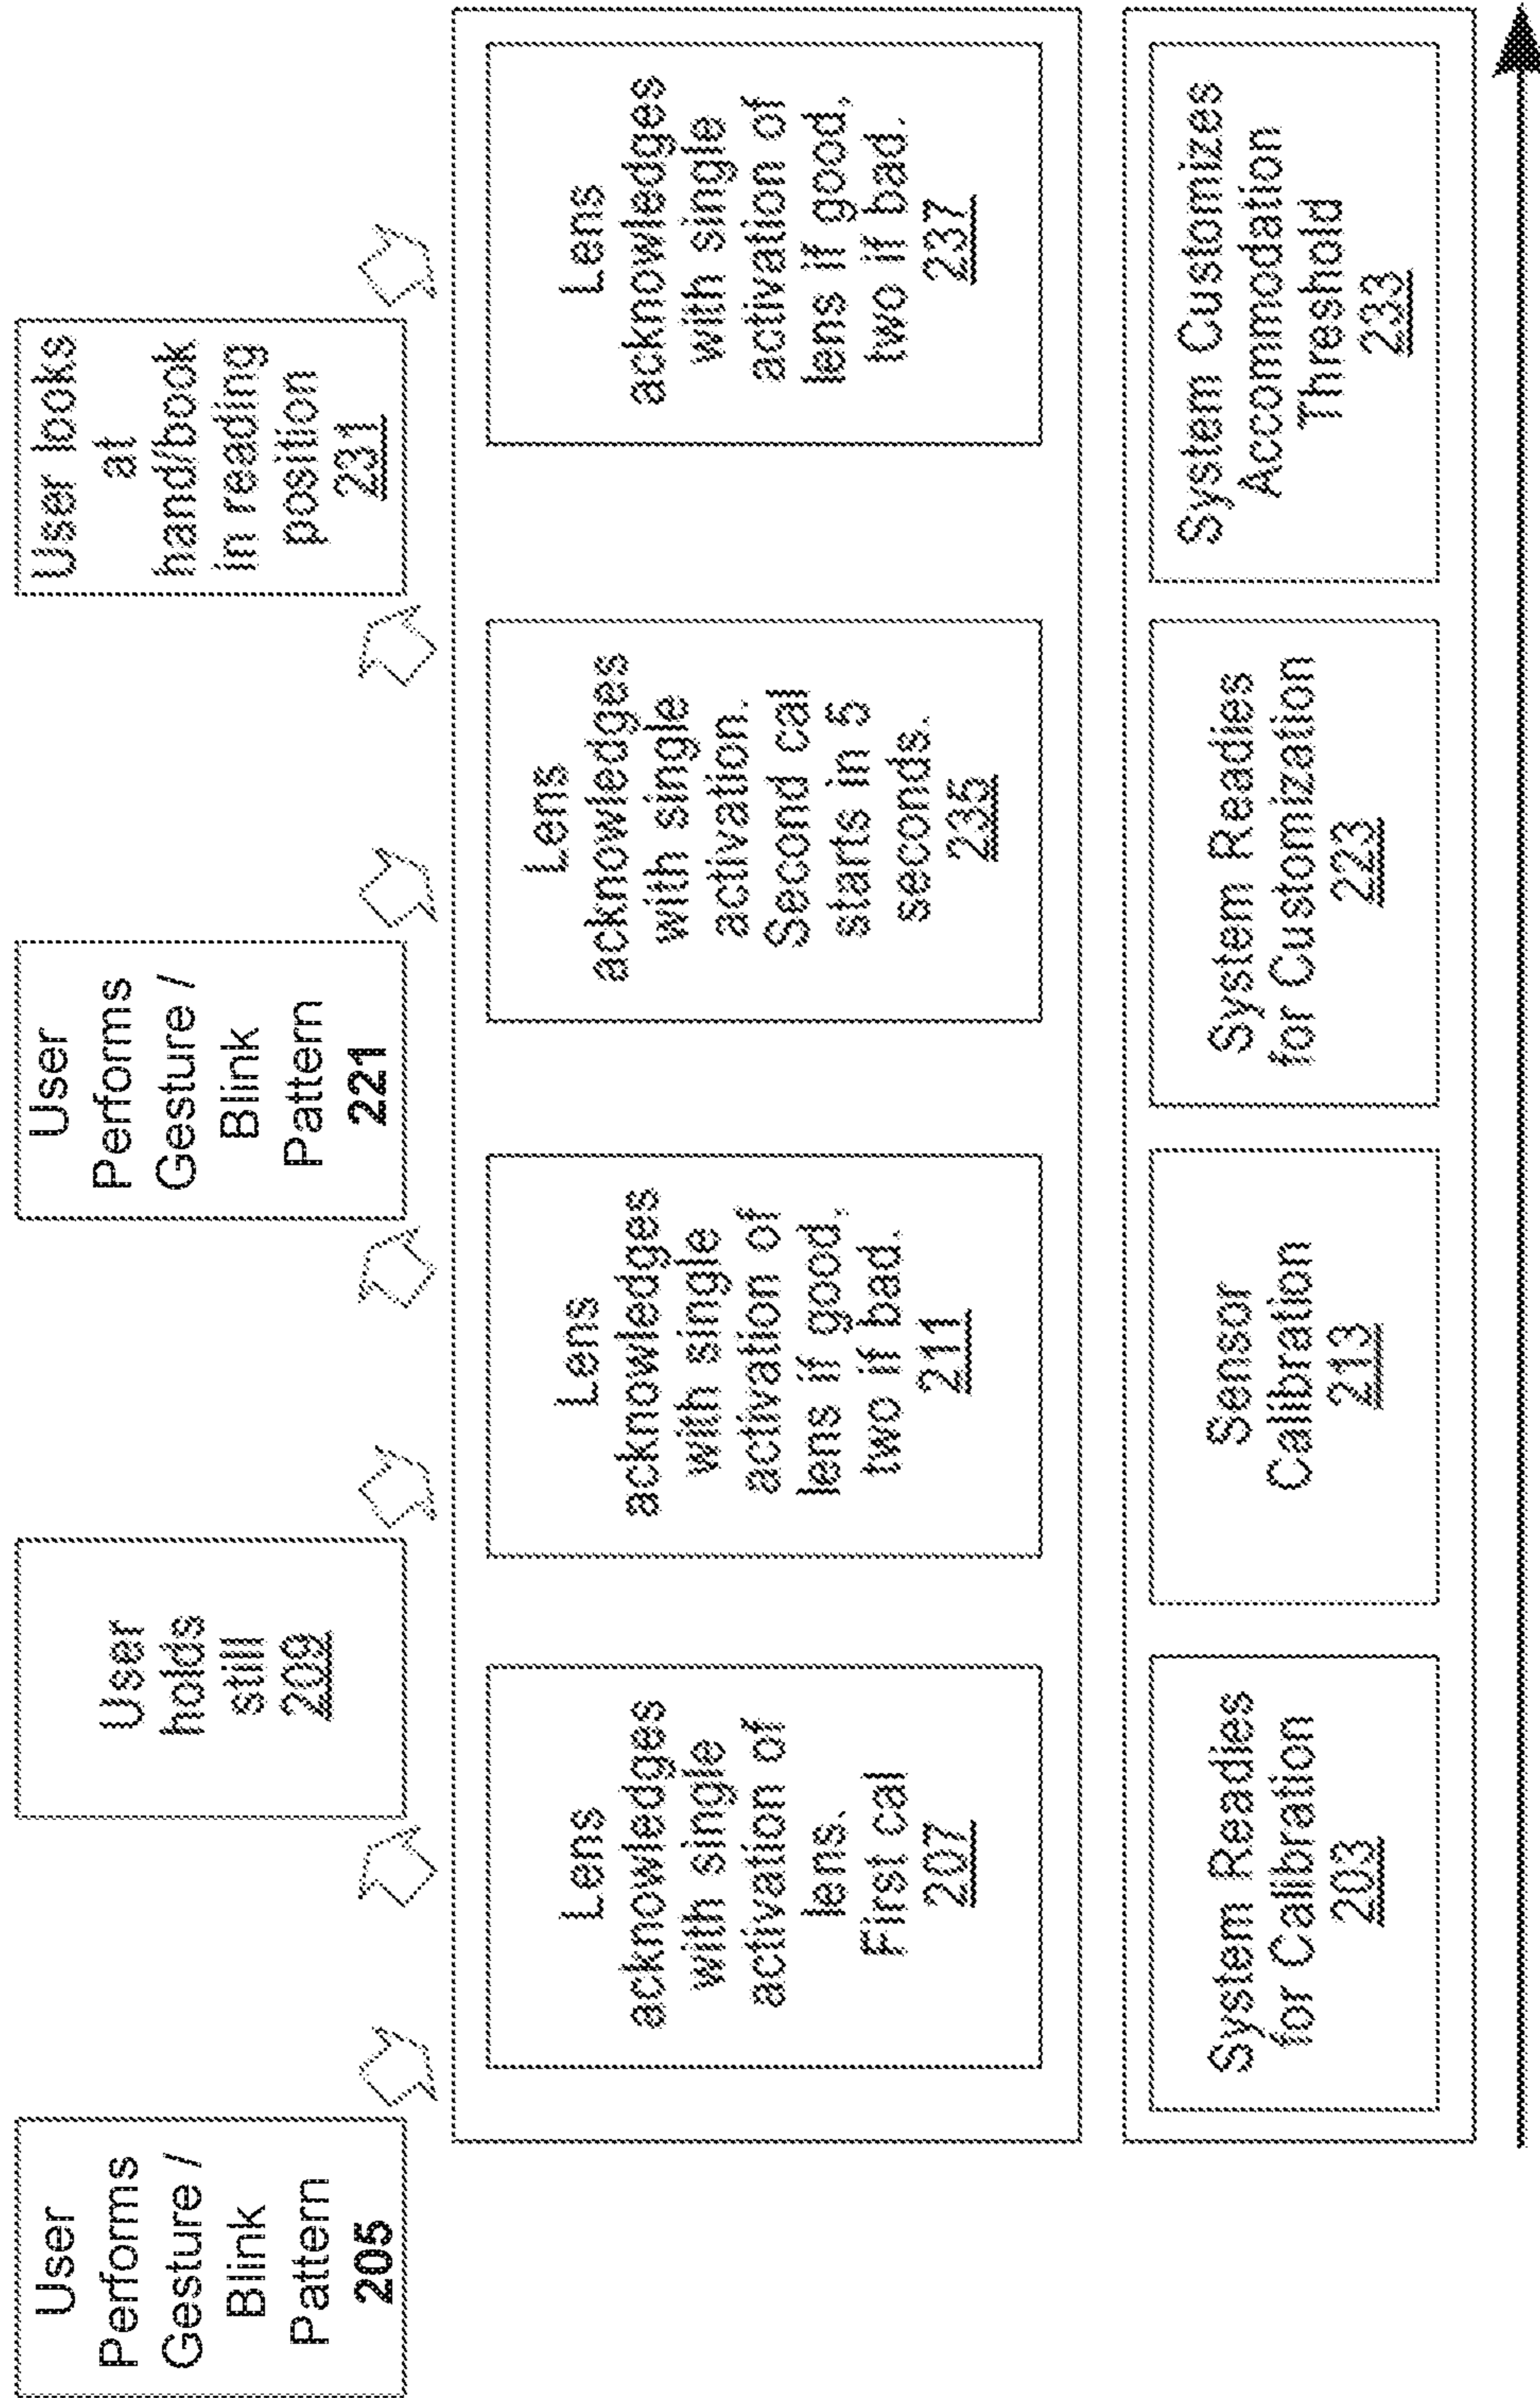 User
Performs
Gesture /
Blink
Pattern
205
User
holds
still
209
User
Performs
Gesture /
Blink
Pattern
221
User looks
at
hand/book
in reading
position
231
Lens
acknowledges
with single
activation of
lens.
First cal
207
Lens
acknowledges
with single
activation of
lens if good,
two if bad.
211
Lens
acknowledges
with single
activation.
Second cal
starts in 5
seconds.
235
Lens
acknowledges
with single
activation of
lens if good,
two if bad.
237
System Readies
for Calibration
203
Sensor
Calibration
213
System Readies
for Customization
223
System Customizes
Accommodation
Threshold
233